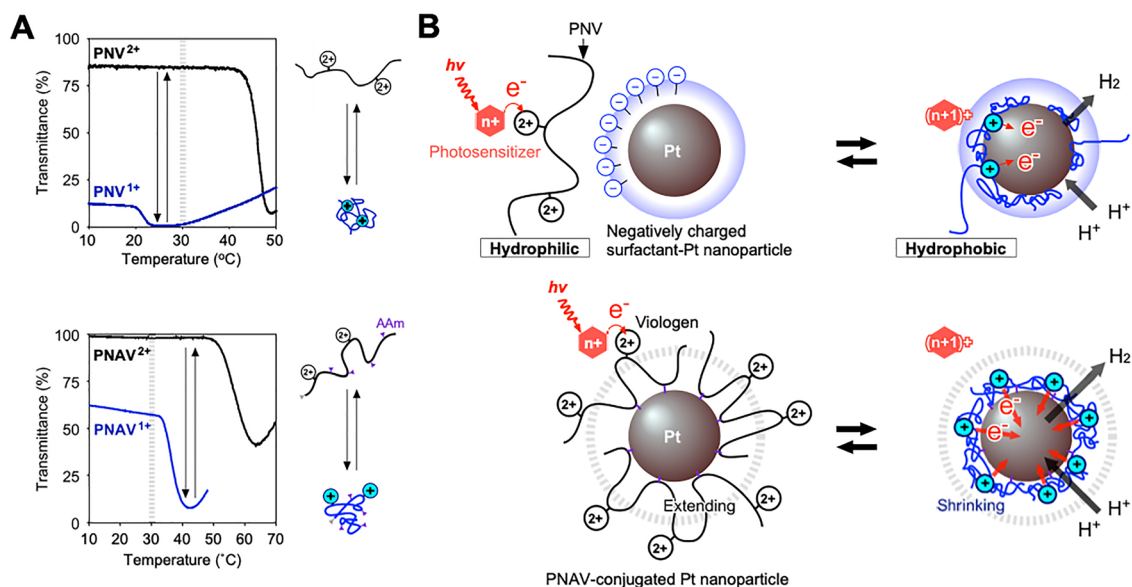 A
100
75
50
25
0
Transmittance (%)
PNV2+
PNV1+
10 20 30 40 50
Temperature (ºC)
2+
2+
+
+
100
75
50
25
0
Transmittance (%)
PNAV2+
PNAV1+
10 20 30 40 50 60 70
Temperature (˚C)
AAm
2+
2+
+
+
B
PNV
hv
e-
n+
2+
Photosensitizer
2+
Hydrophilic
− − − − − − − −
Pt
Negatively charged
surfactant-Pt nanoparticle
(n+1)+
H2
+
e-
e-
+
H+
H+
Hydrophobic
hv
e-
n+
2+
Viologen
2+
2+
2+
2+
2+
2+
2+
Pt
Extending
PNAV-conjugated Pt nanoparticle
(n+1)+
H2
+
+
+
+
+
+
+
e-
e-
Shrinking
H+
H+